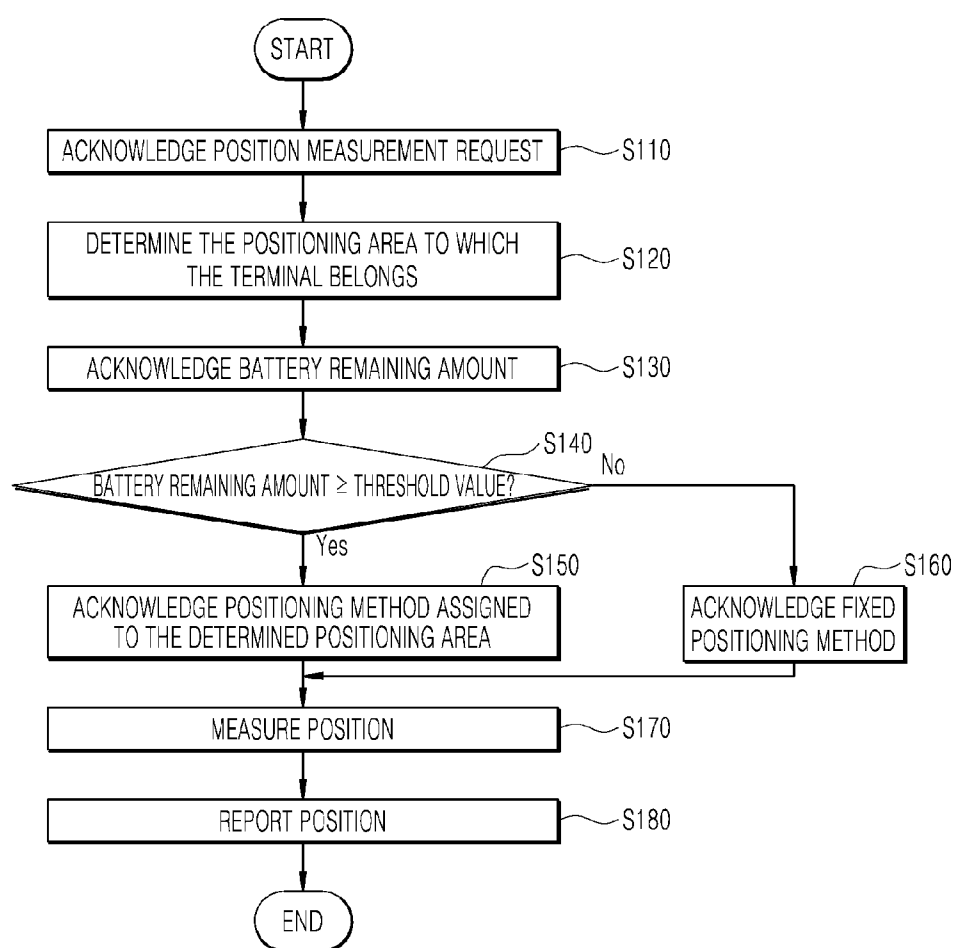 START
ACKNOWLEDGE POSITION MEASUREMENT REQUEST
S110
DETERMINE THE POSITIONING AREA TO WHICH
THE TERMINAL BELONGS
S120
ACKNOWLEDGE BATTERY REMAINING AMOUNT
S130
S140
BATTERY REMAINING AMOUNT ≧ THRESHOLD VALUE?
No
Yes
S150
ACKNOWLEDGE POSITIONING METHOD ASSIGNED
TO THE DETERMINED POSITIONING AREA
S160
ACKNOWLEDGE FIXED
POSITIONING METHOD
MEASURE POSITION
S170
REPORT POSITION
S180
END